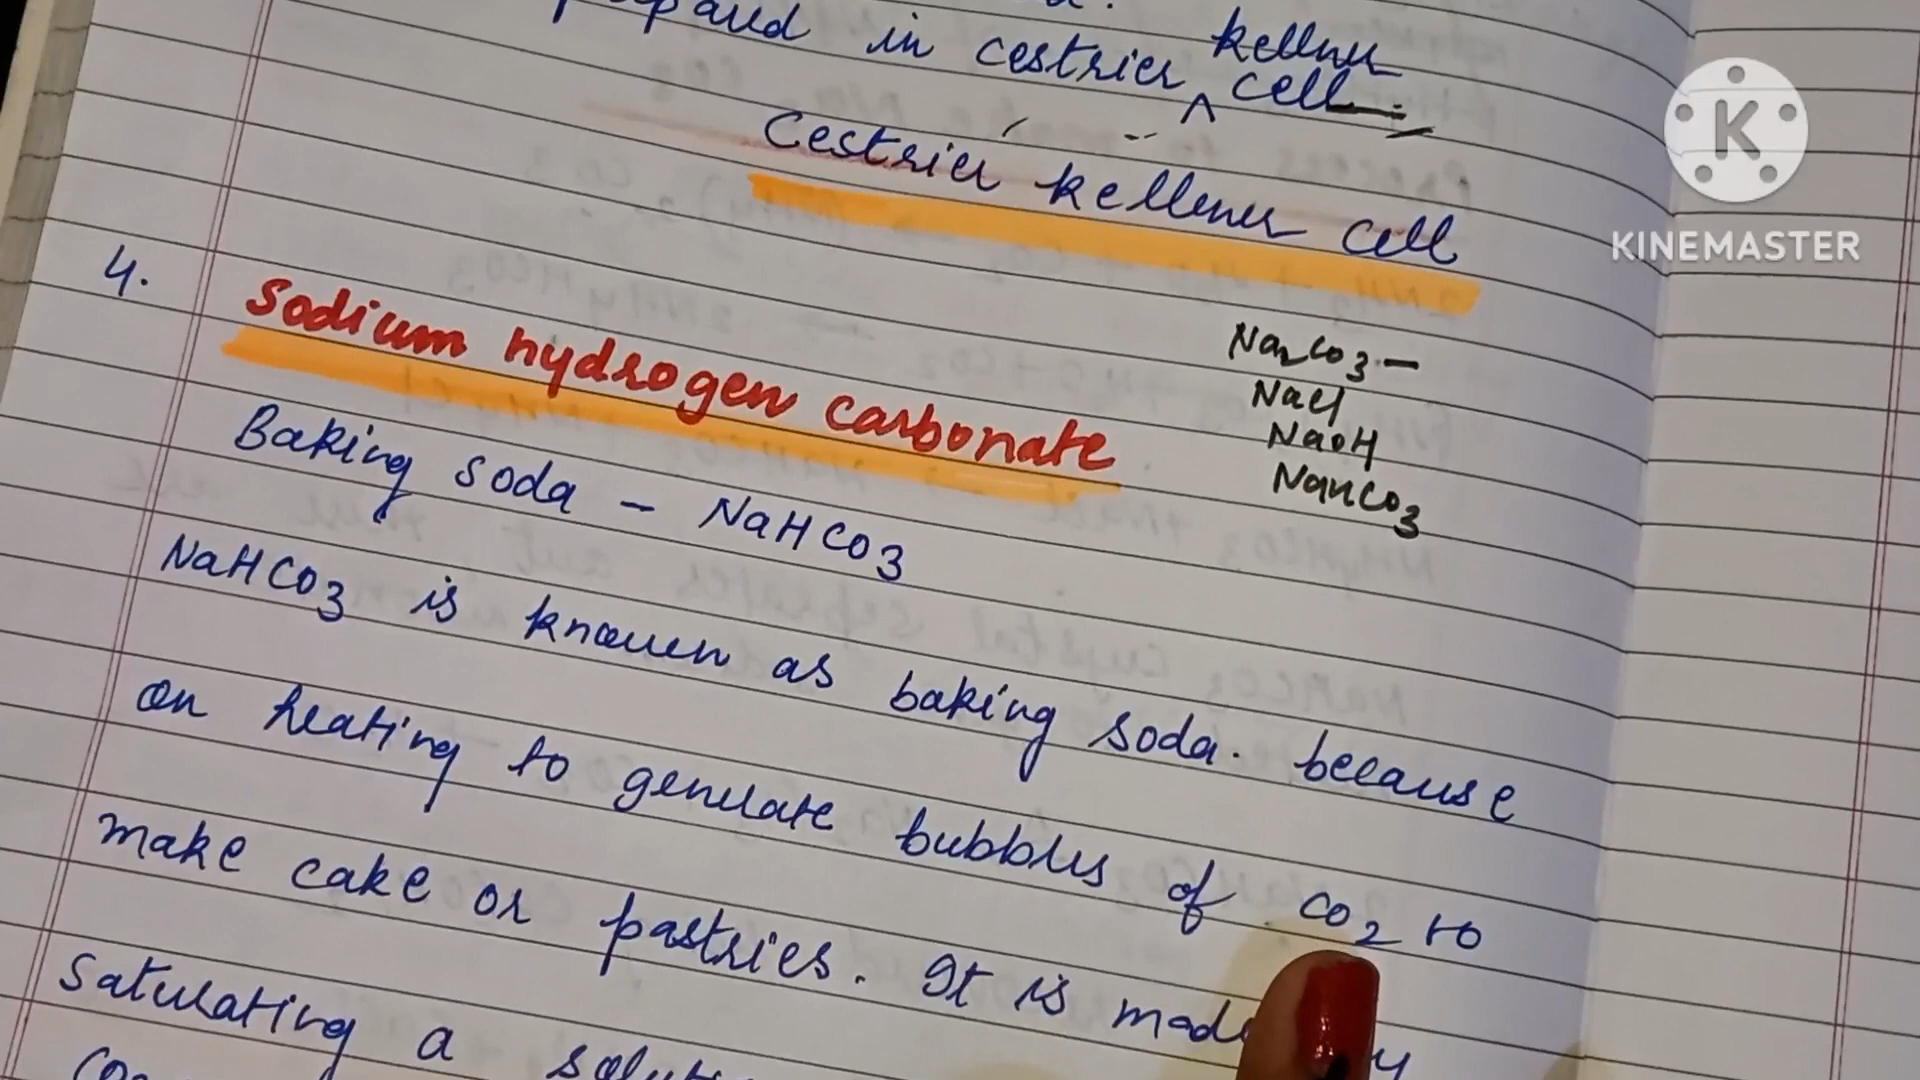 prepared in cestrier kellner cell
Cestrier kellener cell
4. Sodium hydrogen carbonate
Na2CO3 -
NaCl
NaOH
NaHCO3
Baking soda - NaHCO3
NaHCO3 is known as baking soda. because
on heating to generate bubbles of CO2 to
make cake or pastries. It is made
saturating a
K
KINEMASTER